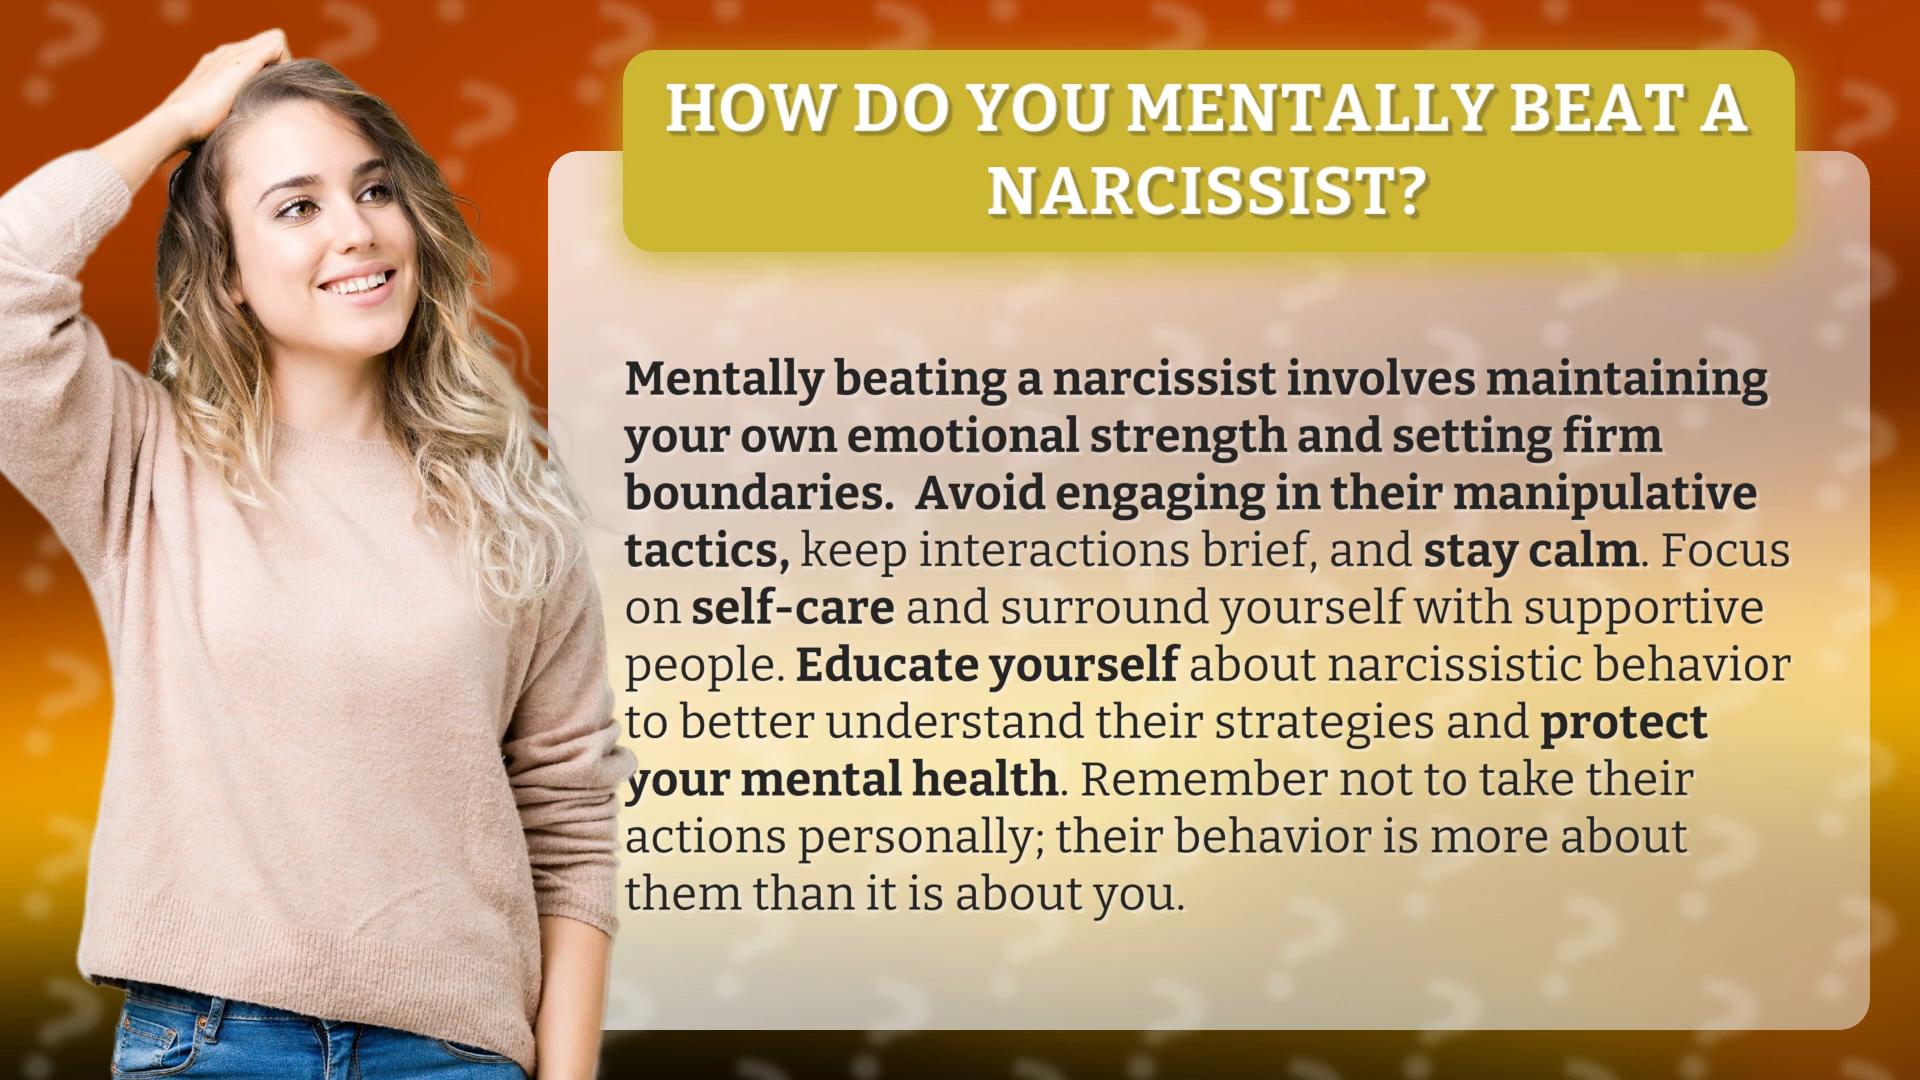 HOW DO YOU MENTALLY BEAT A
NARCISSIST?
Mentally beating a narcissist involves maintaining
your own emotional strength and setting firm
boundaries.  Avoid engaging in their manipulative
tactics, keep interactions brief, and stay calm. Focus
on self-care and surround yourself with supportive
people. Educate yourself about narcissistic behavior
to better understand their strategies and protect
your mental health. Remember not to take their
actions personally; their behavior is more about
them than it is about you.